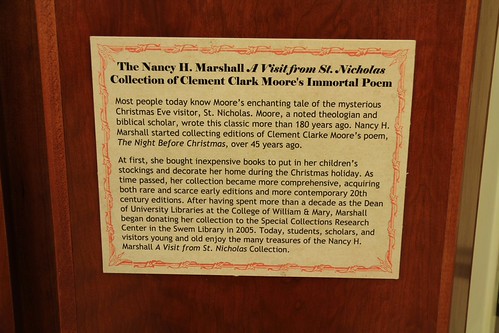 The Nancy H. Marshall A Visit from St. Nicholas
Collection of Clement Clark Moore's Immortal Poem
Most people today know Moore's enchanting tale of the mysterious
Christmas Eve visitor, St. Nicholas. Moore, a noted theologian and
biblical scholar, wrote this classic more than 180 years ago. Nancy H.
Marshall started collecting editions of Clement Clarke Moore's poem,
The Night Before Christmas, over 45 years ago.
At first, she bought inexpensive books to put in her children's
stockings and decorate her home during the Christmas holiday. As
time passed, her collection became more comprehensive, acquiring
both rare and scarce early editions and more contemporary 20th
century editions. After having spent more than a decade as the Dean
of University Libraries at the College of William & Mary, Marshall
began donating her collection to the Special Collections Research
Center in the Swem Library in 2005. Today, students, scholars, and
visitors young and old enjoy the many treasures of the Nancy H.
Marshall A Visit from St. Nicholas Collection.